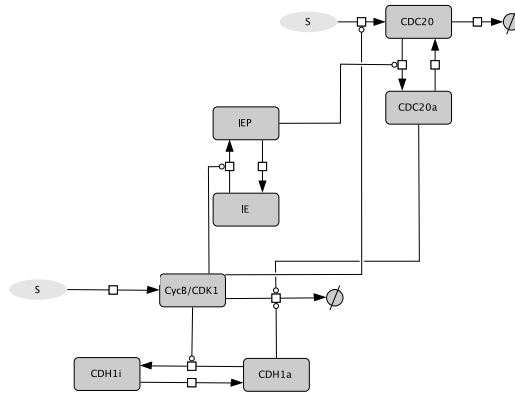 S
CDC20
CDC20a
IEP
IE
S
CycB/CDK1
CDH1i
CDH1a